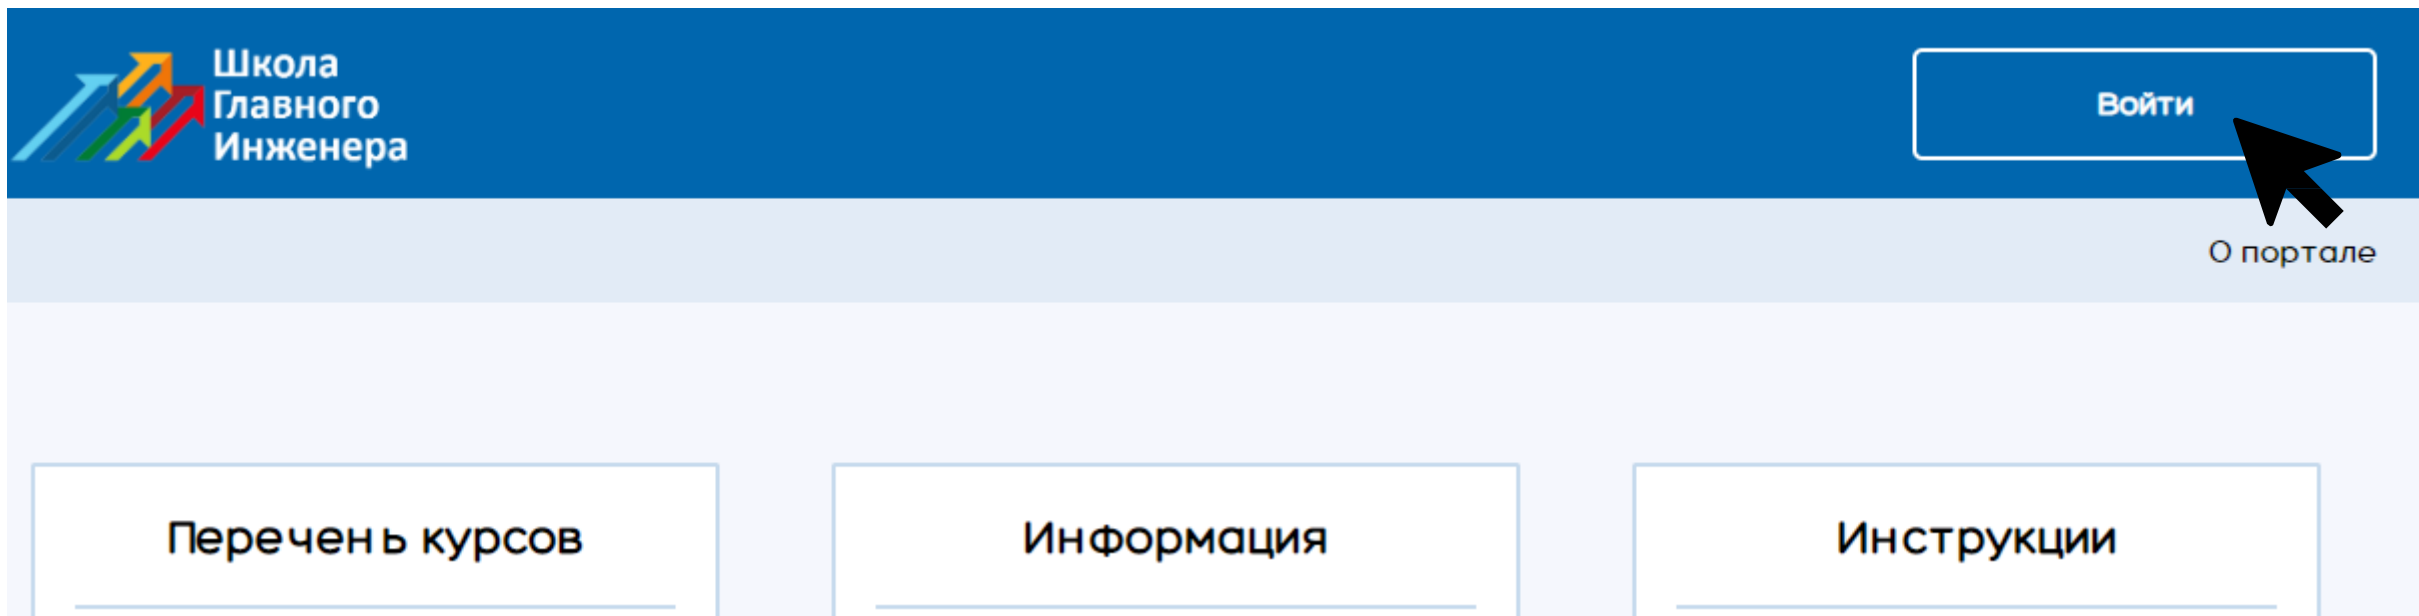 Школа
Главного
Инженера
Войти
О портале
Перечень курсов
Информация
Инструкции